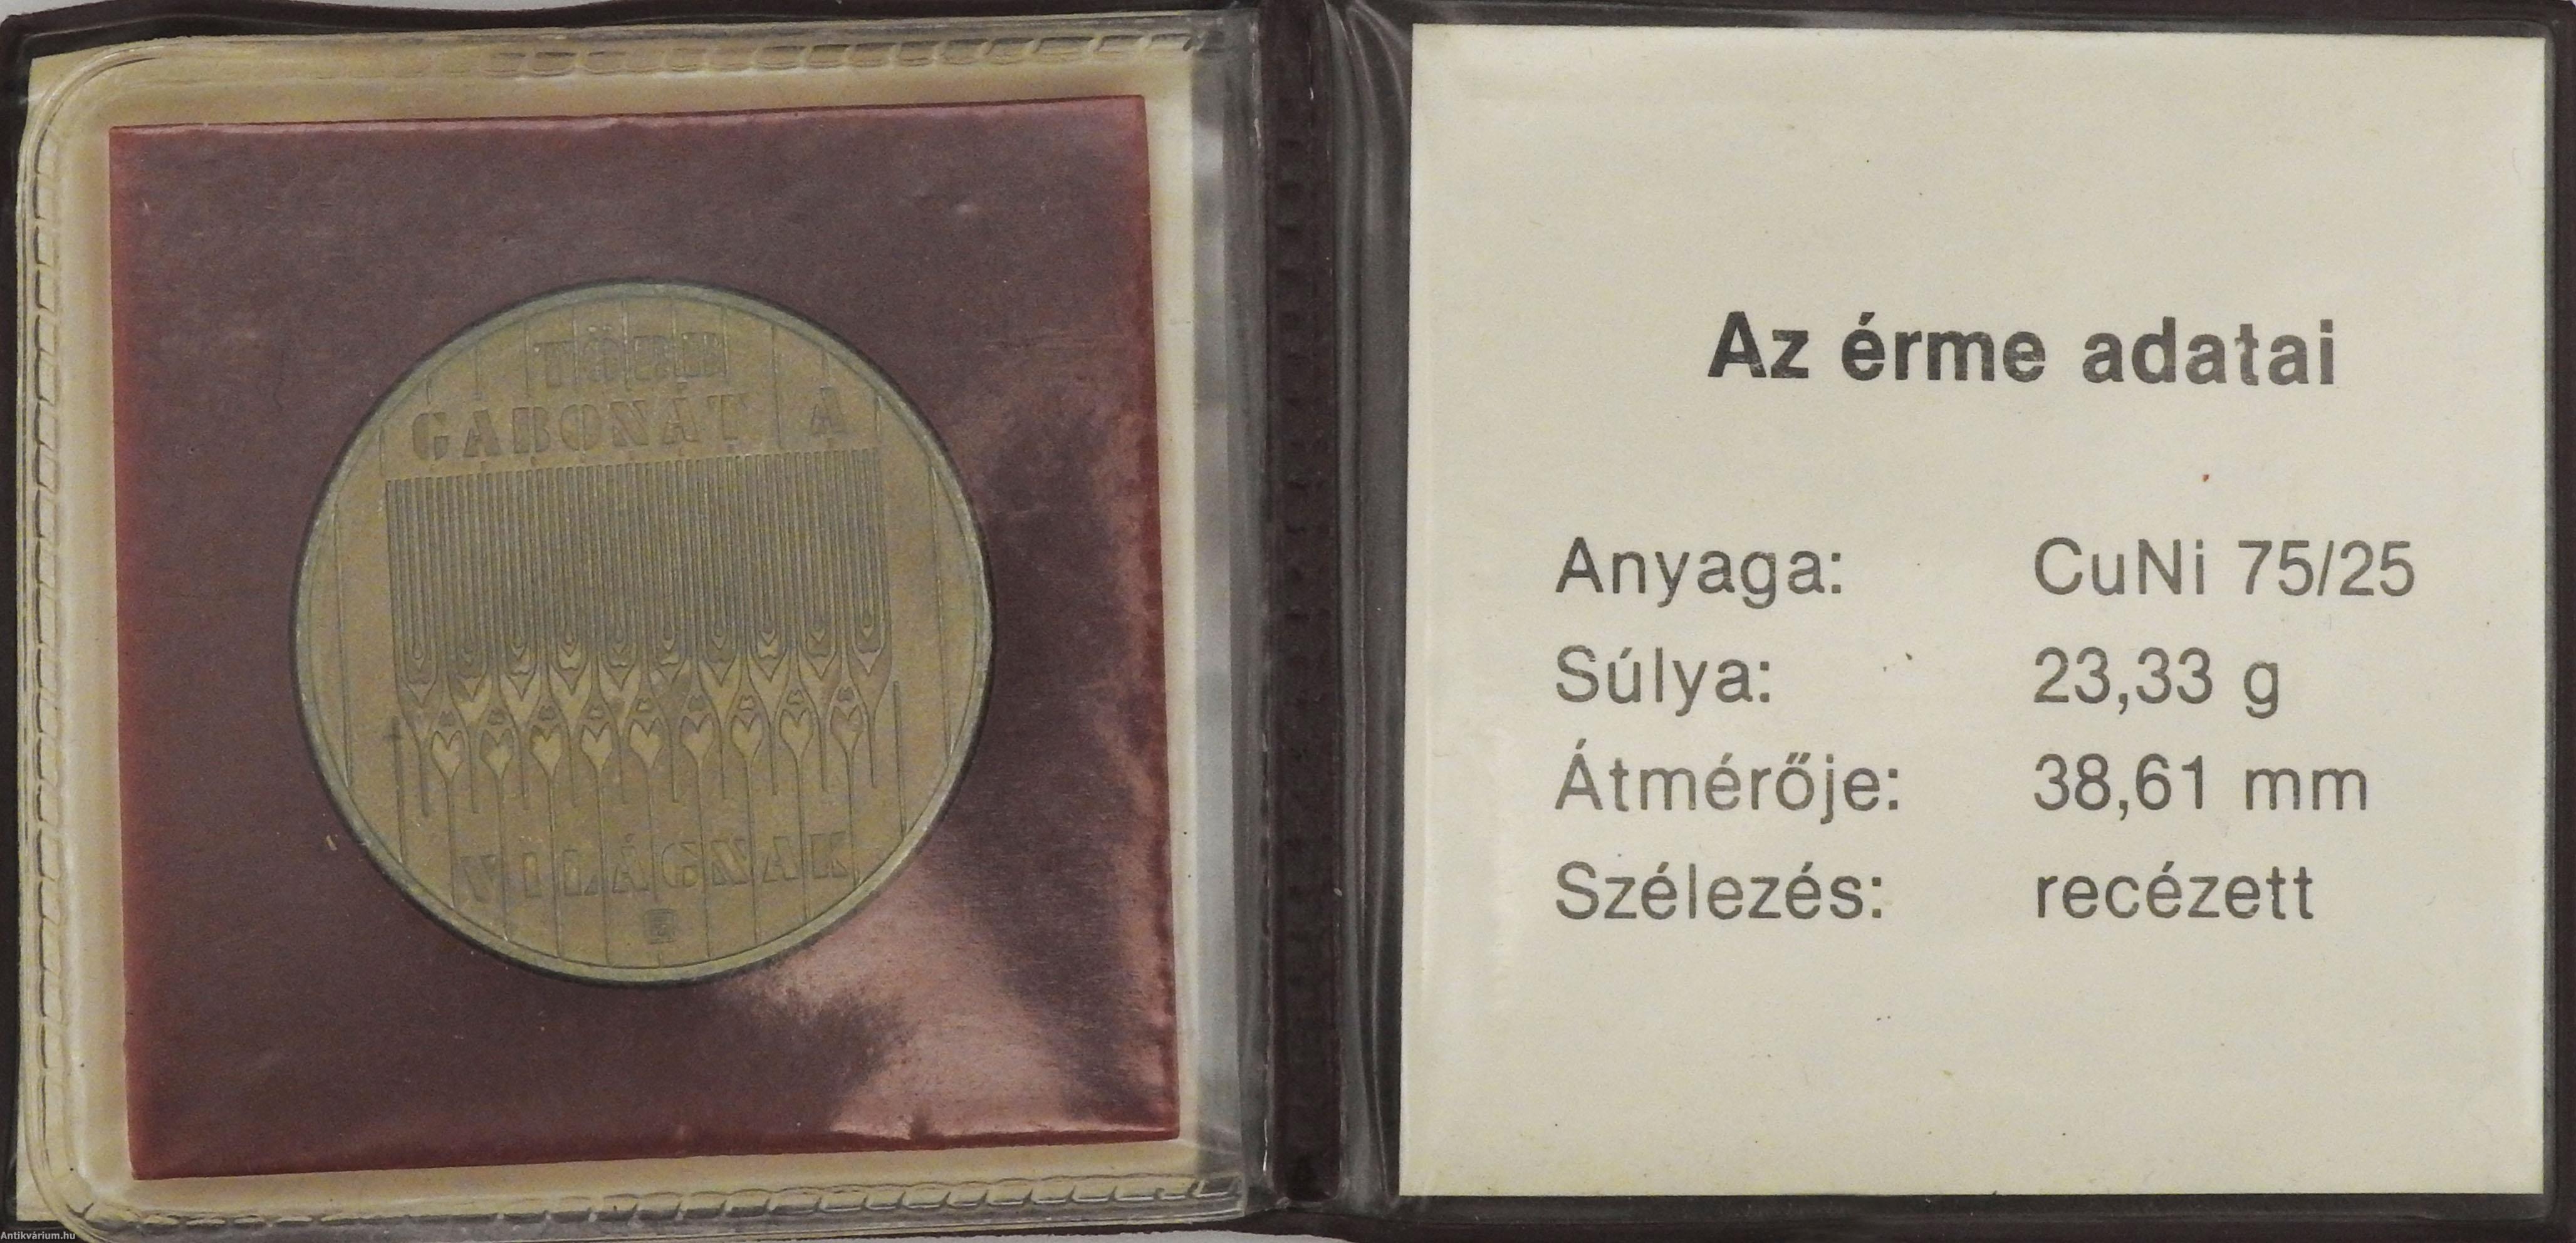 TÖBB
GABONÁT A
VILÁGNAK
Az érme adatai
Anyaga: CuNi 75/25
Súlya: 23,33 g
Átmérője: 38,61 mm
Szélezés: recézett
Antikvárium.hu